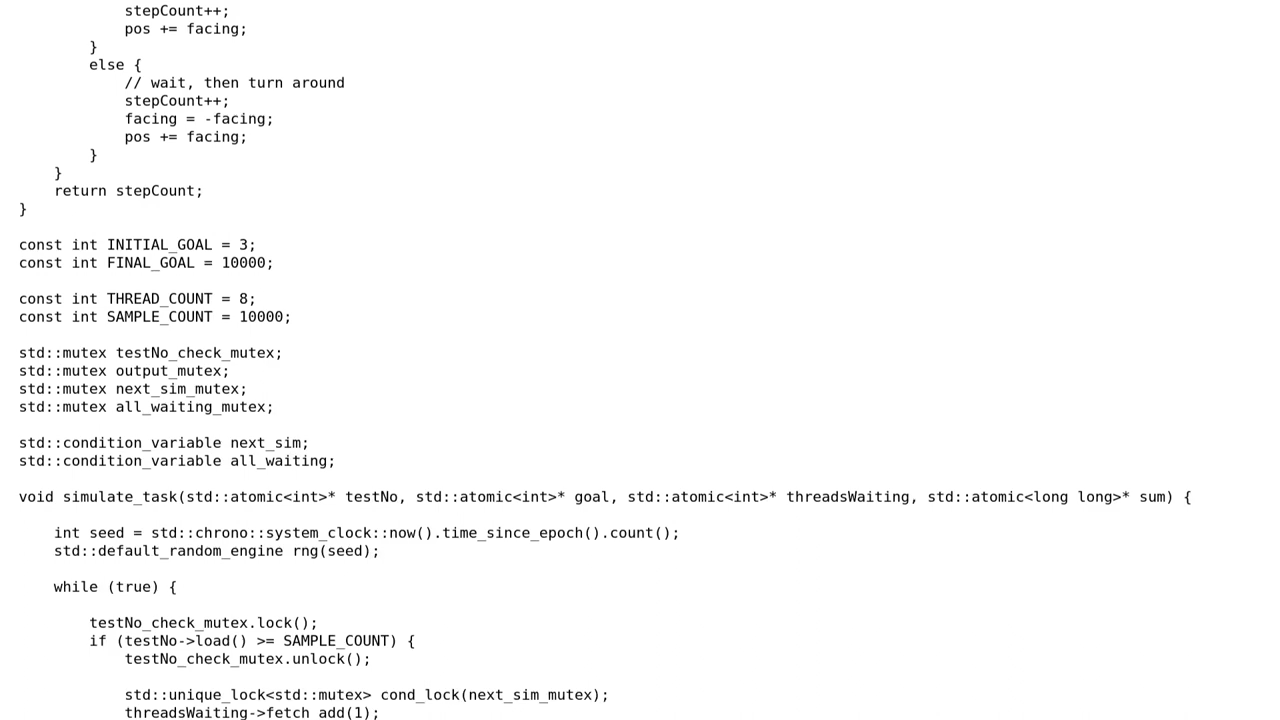 stepCount++;
            pos += facing;
        }
        else {
            // wait, then turn around
            stepCount++;
            facing = -facing;
            pos += facing;
        }
    }
    return stepCount;
}

const int INITIAL_GOAL = 3;
const int FINAL_GOAL = 10000;

const int THREAD_COUNT = 8;
const int SAMPLE_COUNT = 10000;

std::mutex testNo_check_mutex;
std::mutex output_mutex;
std::mutex next_sim_mutex;
std::mutex all_waiting_mutex;

std::condition_variable next_sim;
std::condition_variable all_waiting;

void simulate_task(std::atomic<int>* testNo, std::atomic<int>* goal, std::atomic<int>* threadsWaiting, std::atomic<long long>* sum) {

    int seed = std::chrono::system_clock::now().time_since_epoch().count();
    std::default_random_engine rng(seed);

    while (true) {

        testNo_check_mutex.lock();
        if (testNo->load() >= SAMPLE_COUNT) {
            testNo_check_mutex.unlock();

            std::unique_lock<std::mutex> cond_lock(next_sim_mutex);
            threadsWaiting->fetch_add(1);